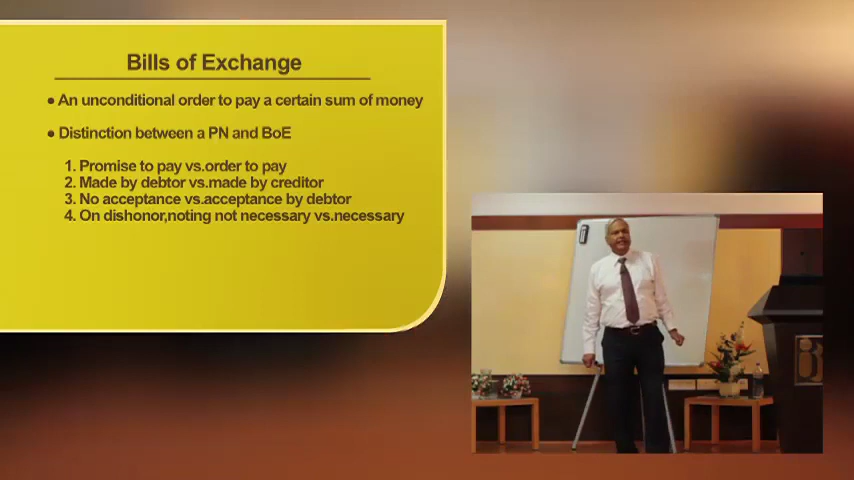 Bills of Exchange
● An unconditional order to pay a certain sum of money
● Distinction between a PN and BoE
1. Promise to pay vs.order to pay
2. Made by debtor vs.made by creditor
3. No acceptance vs.acceptance by debtor
4. On dishonor,noting not necessary vs.necessary